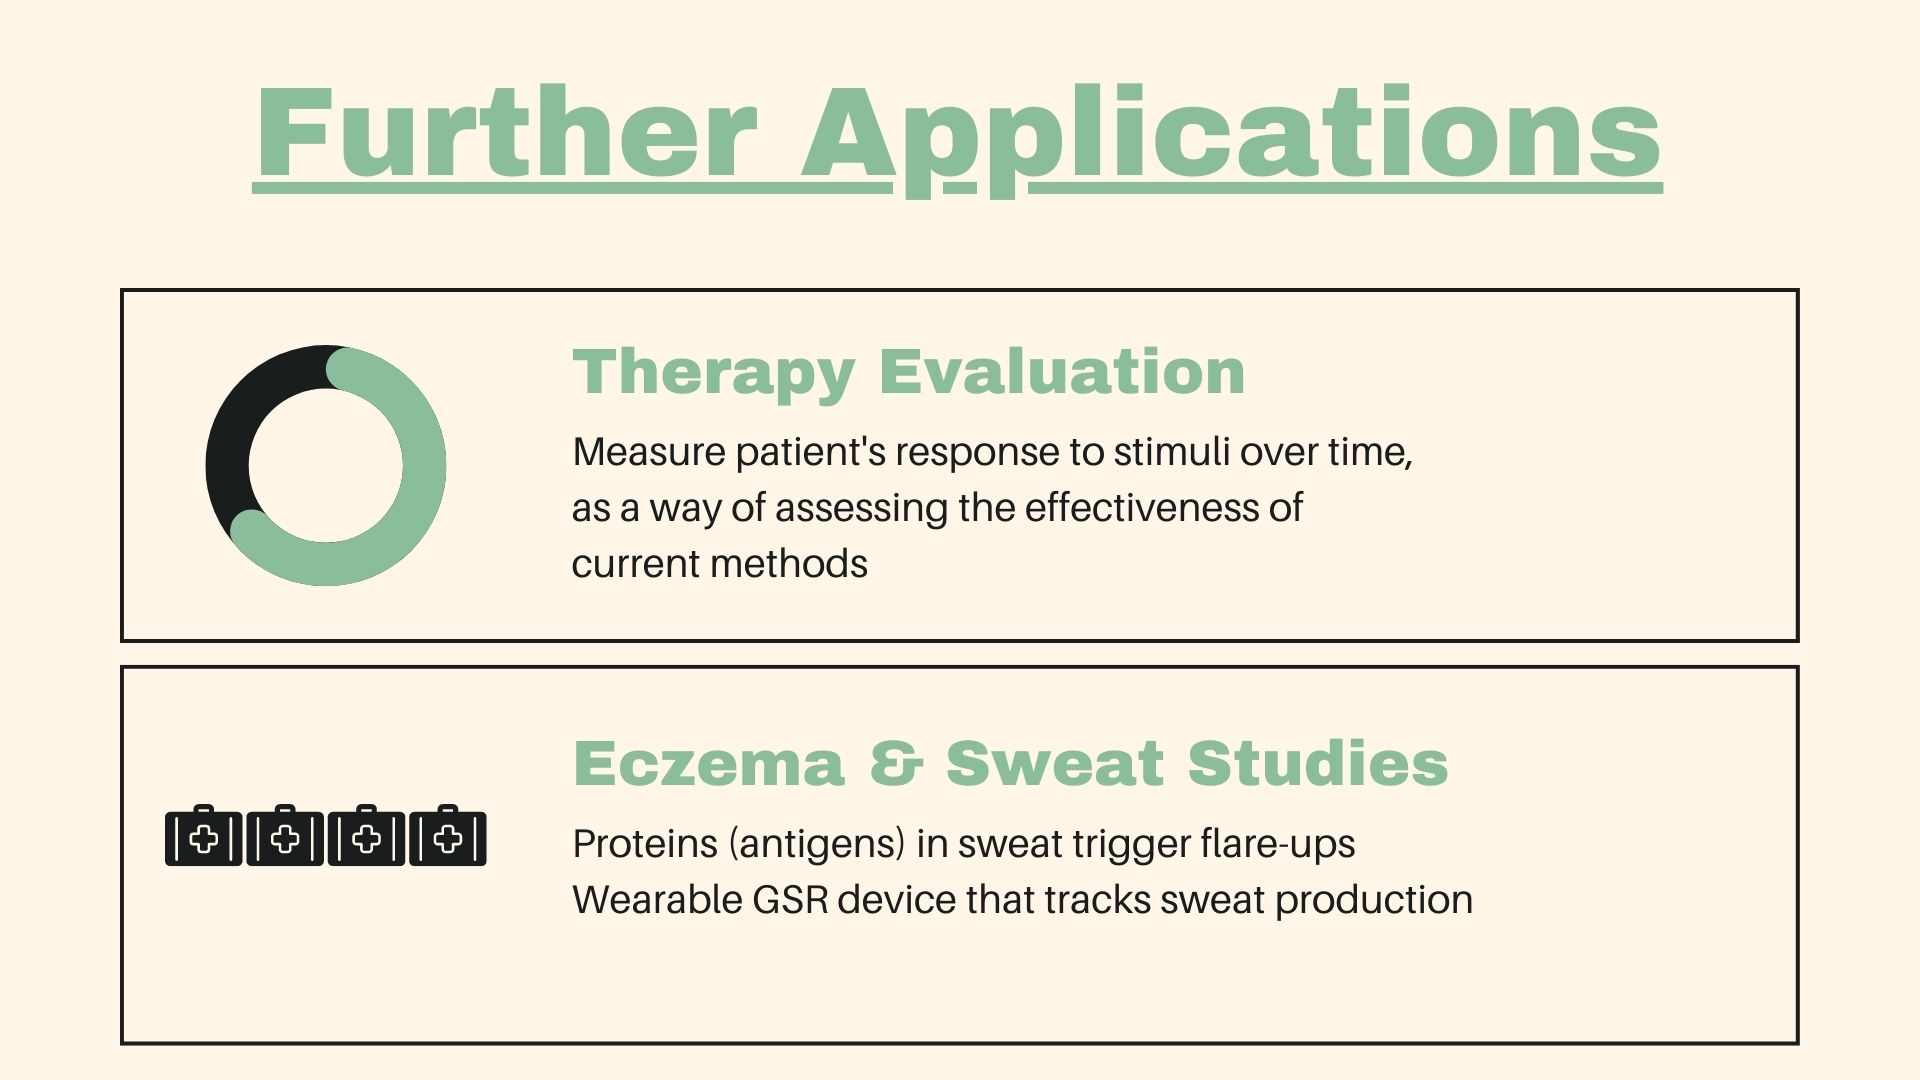 Further Applications
Therapy Evaluation
Measure patient's response to stimuli over time,
as a way of assessing the effectiveness of
current methods
Eczema & Sweat Studies
Proteins (antigens) in sweat trigger flare-ups
Wearable GSR device that tracks sweat production